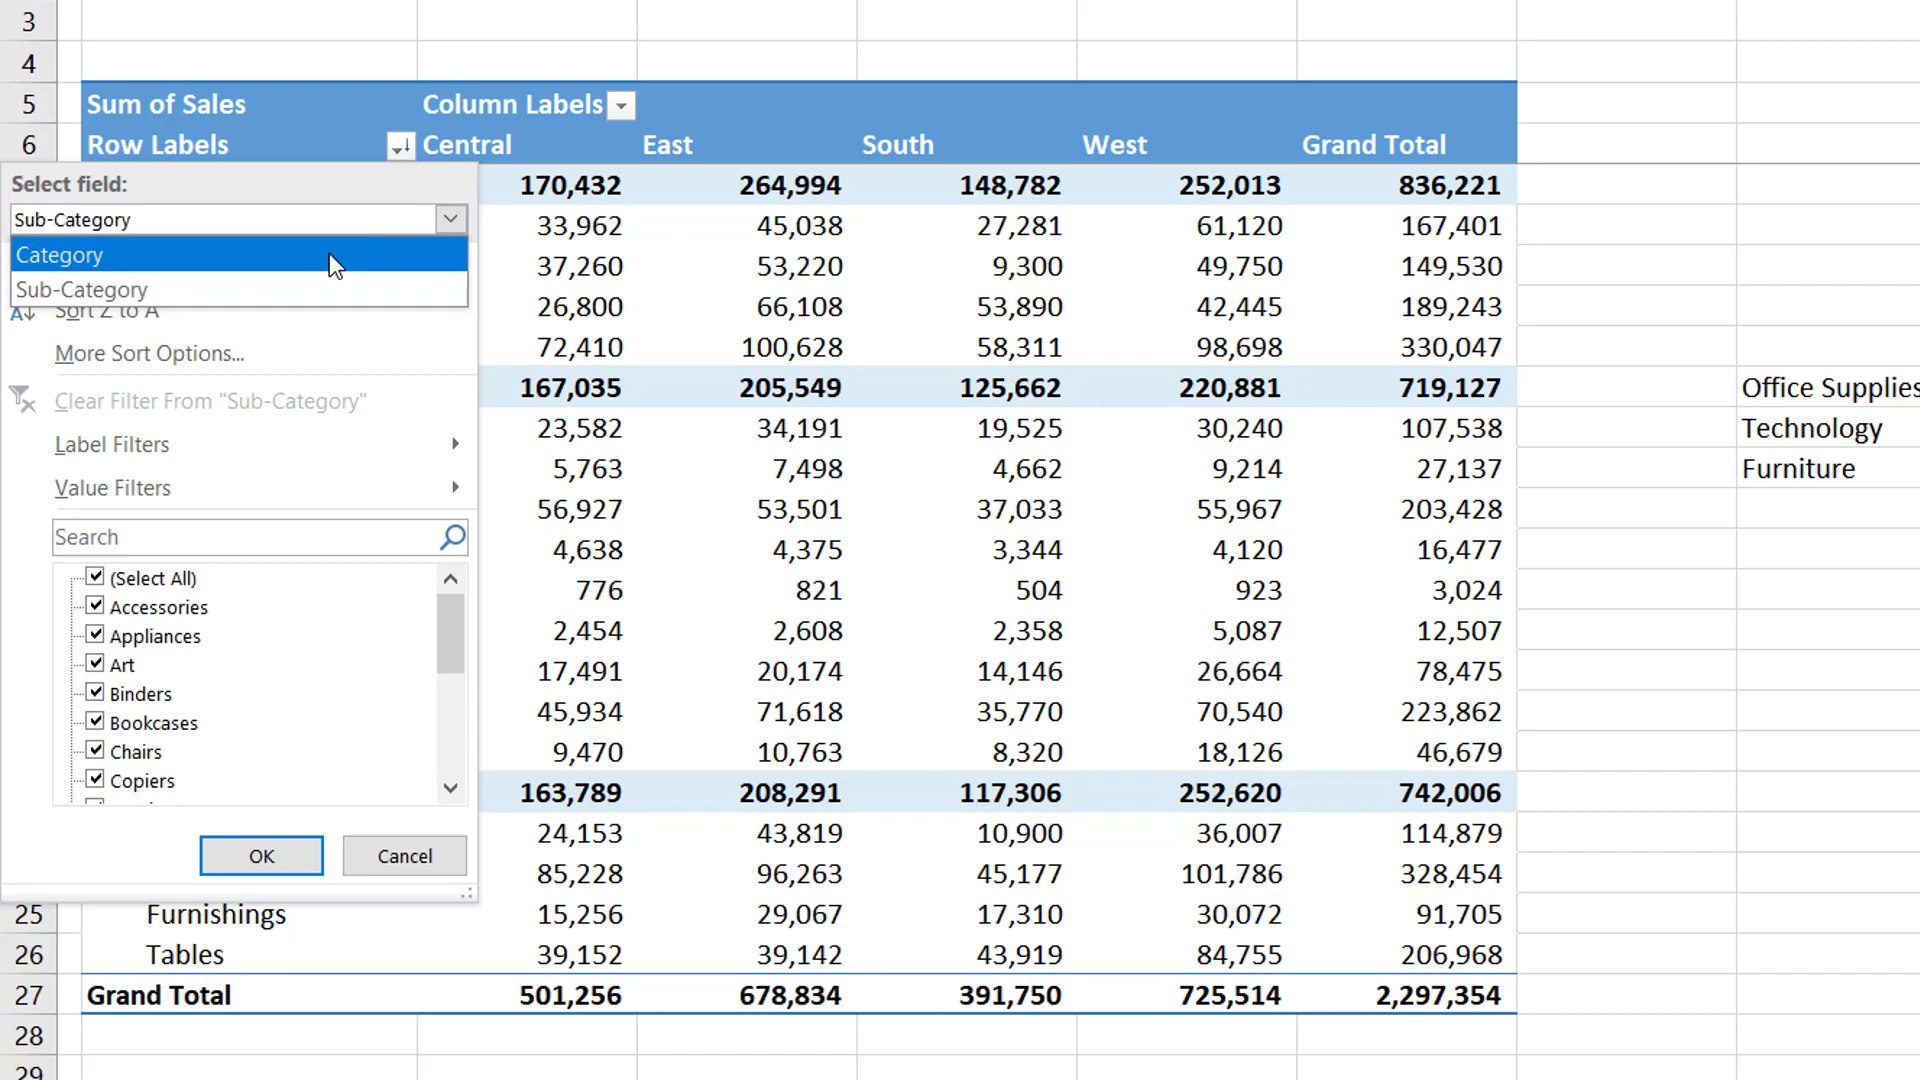 3
4
5 Sum of Sales Column Labels
6 Row Labels Central East South West Grand Total
Select field:
Sub-Category
Category
Sub-Category
Sort Z to A
More Sort Options...
Clear Filter From "Sub-Category"
Label Filters
Value Filters
Search
(Select All)
Accessories
Appliances
Art
Binders
Bookcases
Chairs
Copiers
OK Cancel
170,432 264,994 148,782 252,013 836,221
33,962 45,038 27,281 61,120 167,401
37,260 53,220 9,300 49,750 149,530
26,800 66,108 53,890 42,445 189,243
72,410 100,628 58,311 98,698 330,047
167,035 205,549 125,662 220,881 719,127 Office Supplies
23,582 34,191 19,525 30,240 107,538 Technology
5,763 7,498 4,662 9,214 27,137 Furniture
56,927 53,501 37,033 55,967 203,428
4,638 4,375 3,344 4,120 16,477
776 821 504 923 3,024
2,454 2,608 2,358 5,087 12,507
17,491 20,174 14,146 26,664 78,475
45,934 71,618 35,770 70,540 223,862
9,470 10,763 8,320 18,126 46,679
163,789 208,291 117,306 252,620 742,006
24,153 43,819 10,900 36,007 114,879
85,228 96,263 45,177 101,786 328,454
25 Furnishings 15,256 29,067 17,310 30,072 91,705
26 Tables 39,152 39,142 43,919 84,755 206,968
27 Grand Total 501,256 678,834 391,750 725,514 2,297,354
28
29